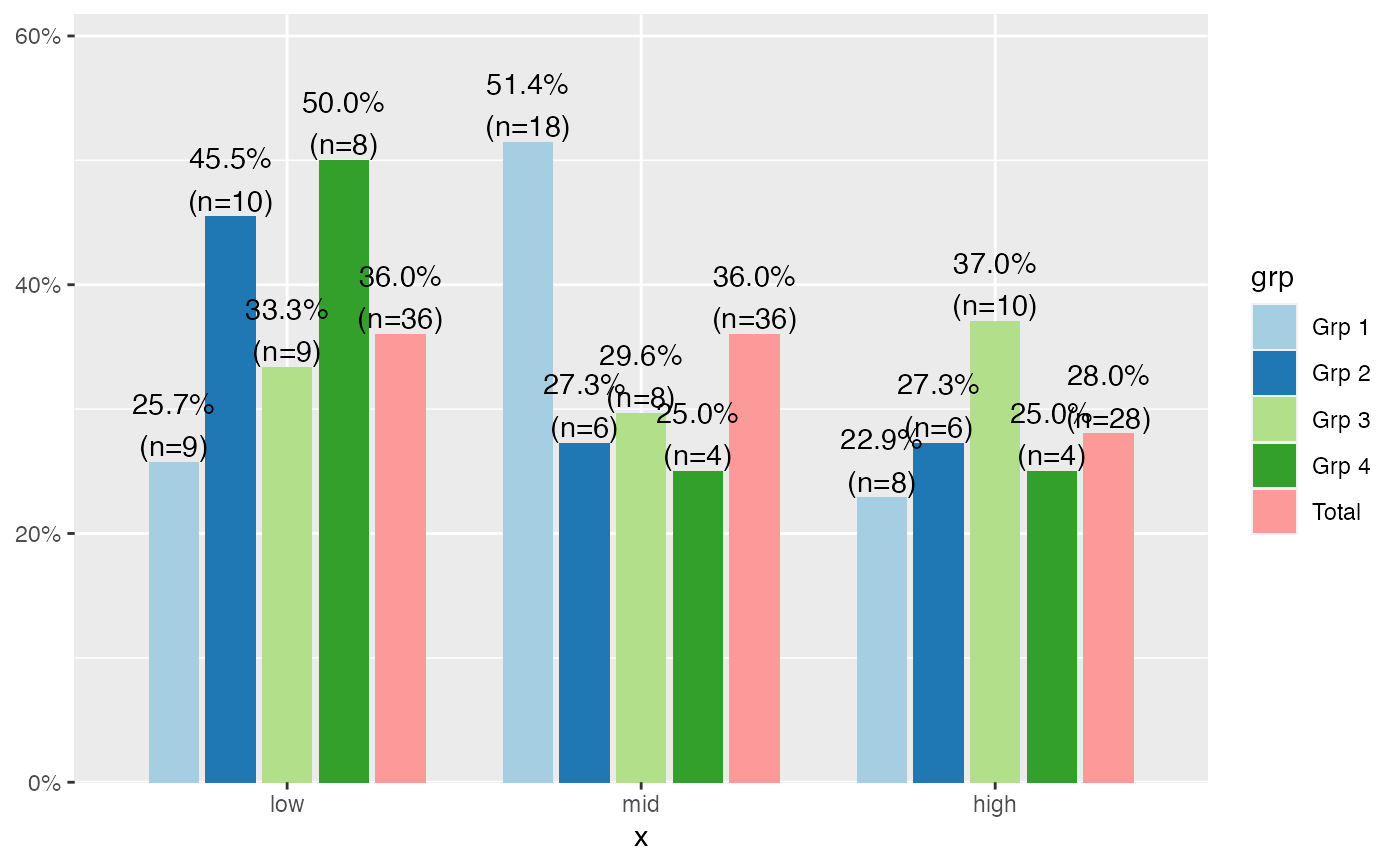 60%
40%
20%
0%
25.7%
(n=9)
45.5%
(n=10)
33.3%
(n=9)
50.0%
(n=8)
36.0%
(n=36)
51.4%
(n=18)
27.3%
(n=6)
29.6%
(n=8)
25.0%
(n=4)
36.0%
(n=36)
22.9%
(n=8)
27.3%
(n=6)
37.0%
(n=10)
25.0%
(n=4)
28.0%
(n=28)
low
mid
high
x
grp
Grp 1
Grp 2
Grp 3
Grp 4
Total